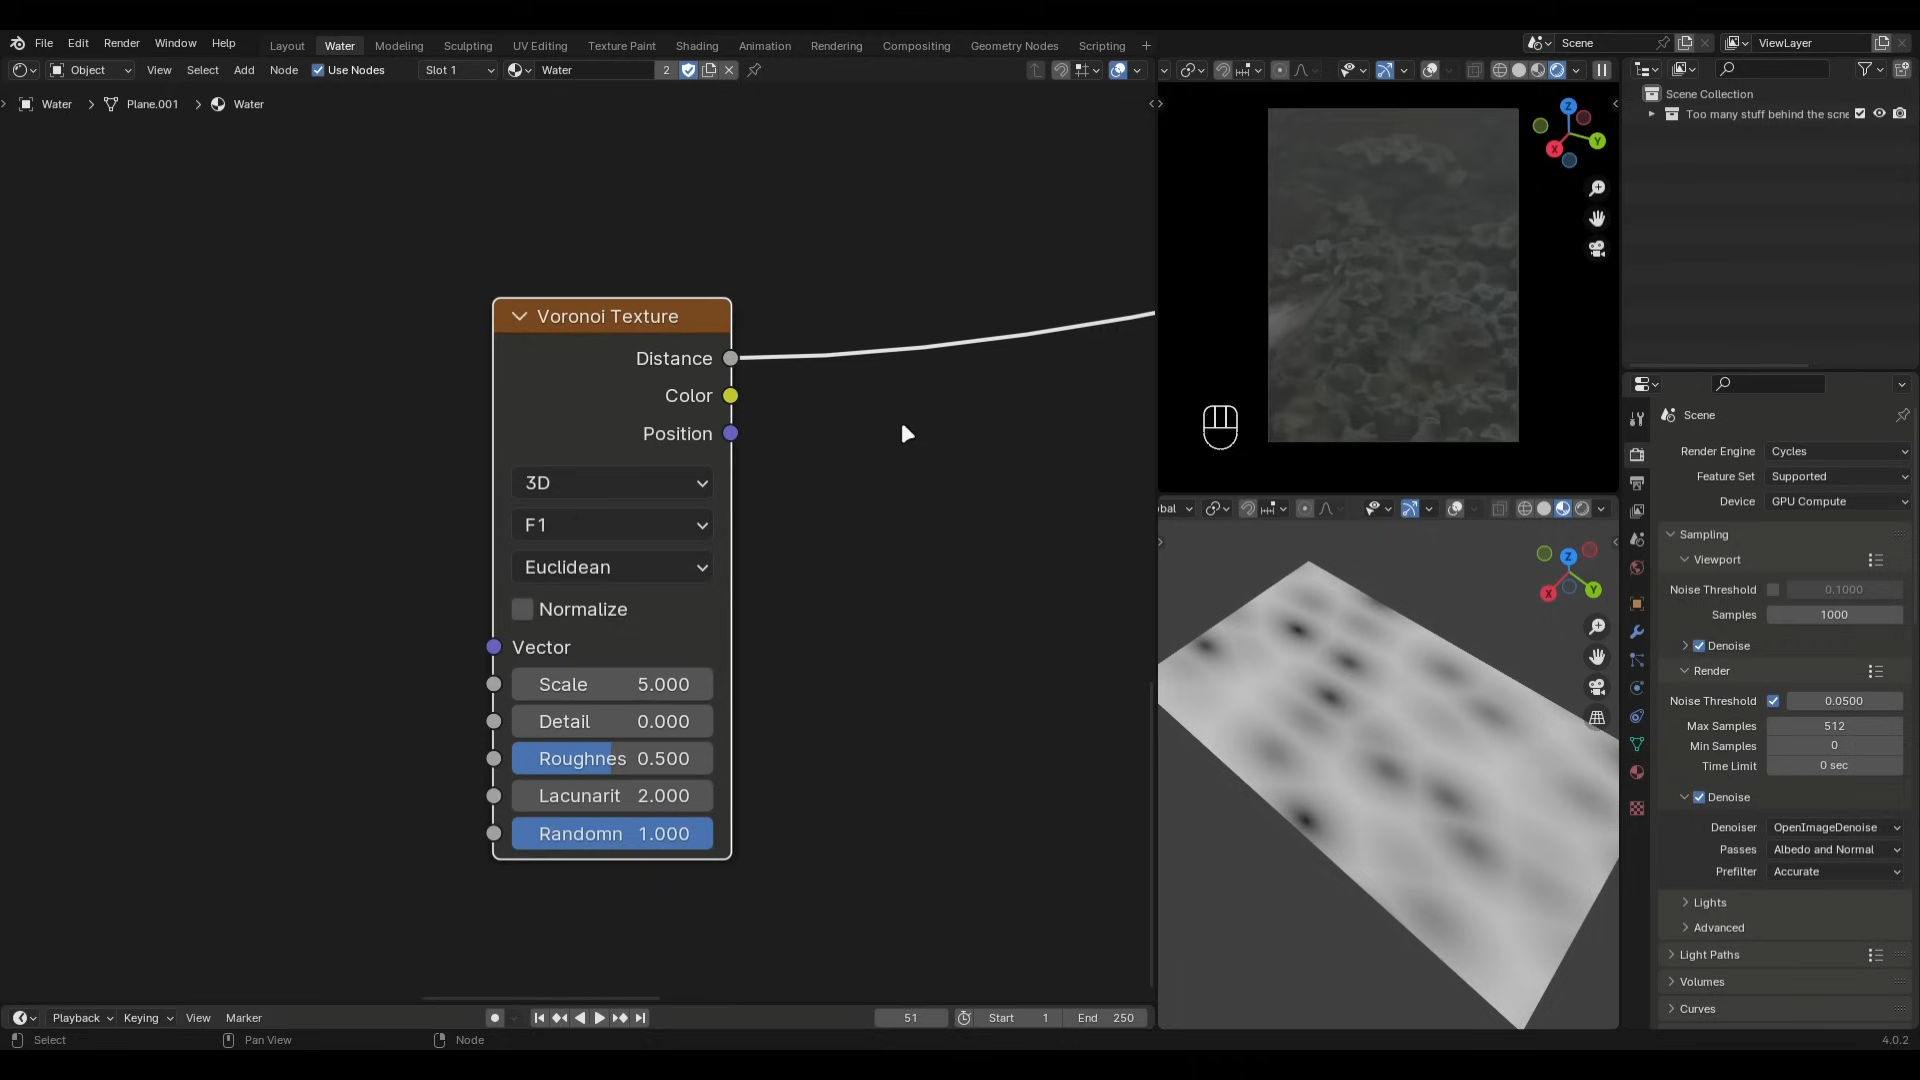 File Edit Render Window Help Layout Water Modeling Sculpting UV Editing Texture Paint Shading Animation Rendering Compositing Geometry Nodes Scripting + Scene ViewLayer
Object View Select Add Node Use Nodes Slot 1 Water 2
Water > Plane.001 > Water
Scene Collection
Too many stuff behind the scne
Z
Y
X
Voronoi Texture
Distance
Color
Position
3D
F1
Euclidean
Normalize
Vector
Scale 5.000
Detail 0.000
Roughnes 0.500
Lacunarit 2.000
Randomn 1.000
bal
Z
X
Y
Scene
Render Engine Cycles
Feature Set Supported
Device GPU Compute
Sampling
Viewport
Noise Threshold 0.1000
Samples 1000
Denoise
Render
Noise Threshold 0.0500
Max Samples 512
Min Samples 0
Time Limit 0 sec
Denoise
Denoiser OpenImageDenoise
Passes Albedo and Normal
Prefilter Accurate
Lights
Advanced
Light Paths
Volumes
Curves
Playback Keying View Marker 51 Start 1 End 250
Select Pan View Node 4.0.2